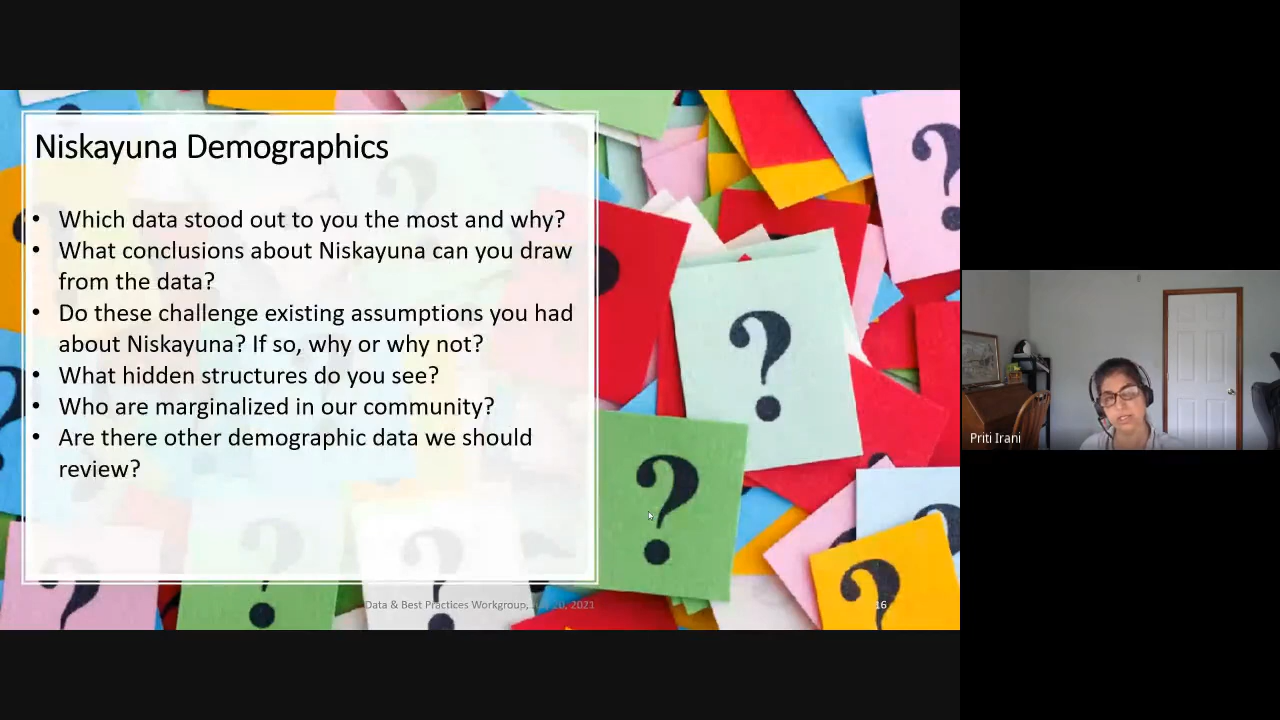 Niskayuna Demographics
• Which data stood out to you the most and why?
• What conclusions about Niskayuna can you draw
from the data?
• Do these challenge existing assumptions you had
about Niskayuna? If so, why or why not?
• What hidden structures do you see?
• Who are marginalized in our community?
• Are there other demographic data we should
review?
?
?
?
?
Data & Best Practices Workgroup, 2021
16
Priti Irani